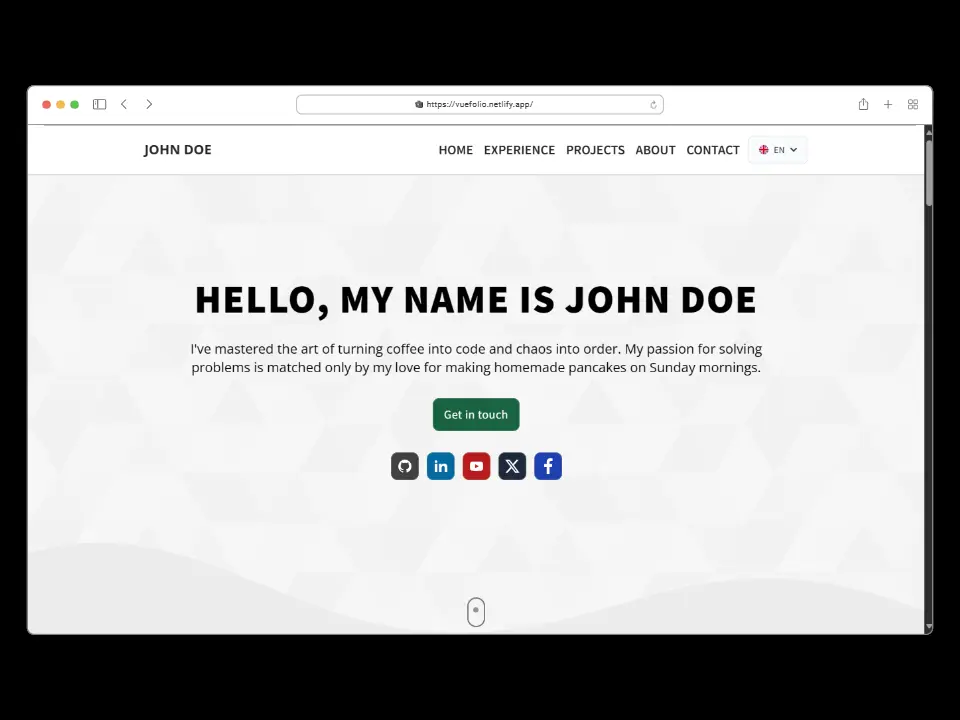 https://vuefolio.netlify.app/
JOHN DOE HOME EXPERIENCE PROJECTS ABOUT CONTACT EN
HELLO, MY NAME IS JOHN DOE
I've mastered the art of turning coffee into code and chaos into order. My passion for solving
problems is matched only by my love for making homemade pancakes on Sunday mornings.
Get in touch